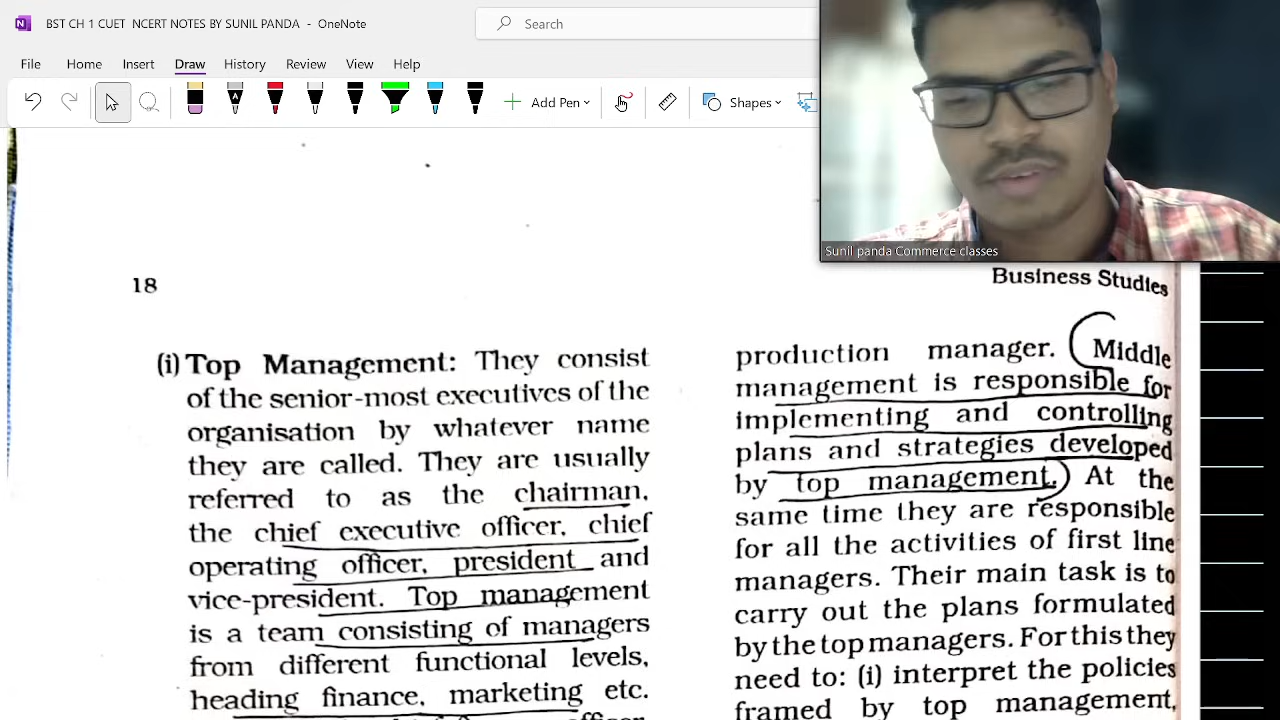 BST CH 1 CUET NCERT NOTES BY SUNIL PANDA - OneNote
Search
File Home Insert Draw History Review View Help
A
Add Pen
Shapes
Sunil panda Commerce classes
18
Business Studies
(i) Top Management: They consist
of the senior-most executives of the
organisation by whatever name
they are called. They are usually
referred to as the chairman,
the chief executive officer, chief
operating officer, president and
vice-president. Top management
is a team consisting of managers
from different functional levels,
heading finance, marketing etc.
officer
production manager. Middle
management is responsible for
implementing and controlling
plans and strategies developed
by top management. At the
same time they are responsible
for all the activities of first line
managers. Their main task is to
carry out the plans formulated
by the top managers. For this they
need to: (i) interpret the policies
framed by top management,